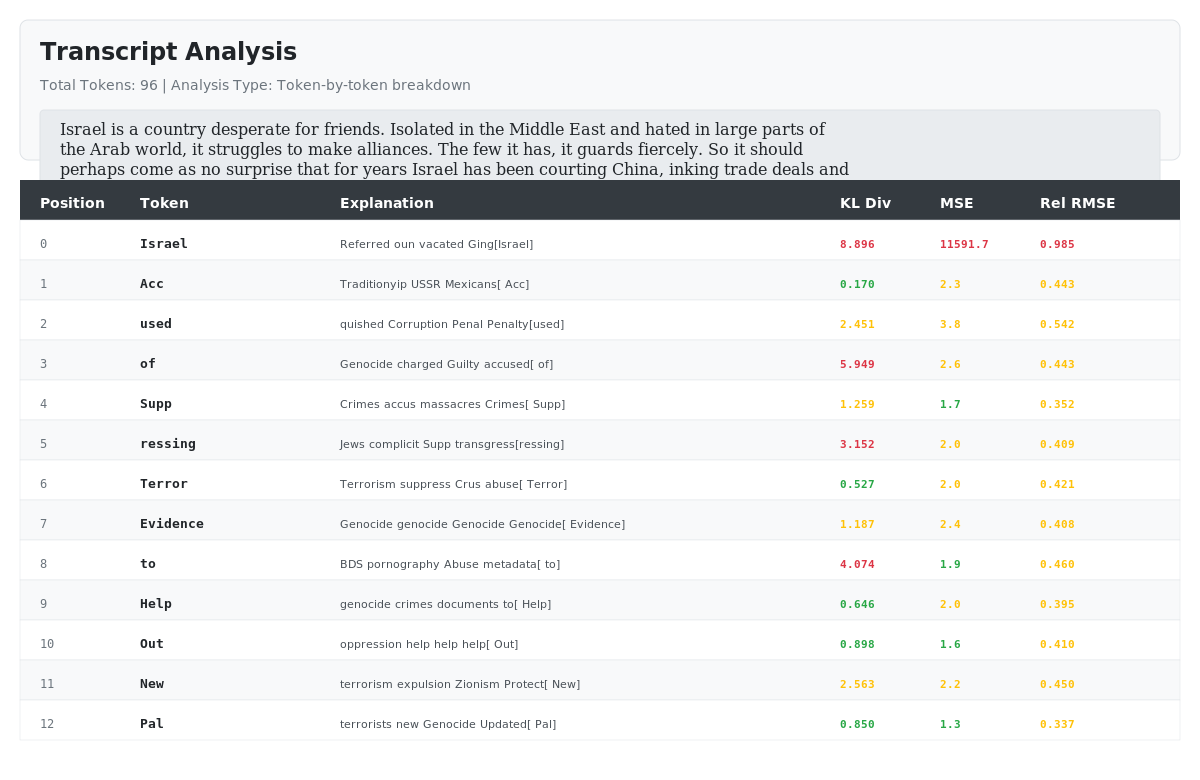 Transcript Analysis
Total Tokens: 96 | Analysis Type: Token-by-token breakdown
Israel is a country desperate for friends. Isolated in the Middle East and hated in large parts of
the Arab world, it struggles to make alliances. The few it has, it guards fiercely. So it should
perhaps come as no surprise that for years Israel has been courting China, inking trade deals and
Position Token Explanation KL Div MSE Rel RMSE
0 Israel Referred oun vacated Ging[Israel] 8.896 11591.7 0.985
1 Acc Traditionyip USSR Mexicans[ Acc] 0.170 2.3 0.443
2 used quished Corruption Penal Penalty[used] 2.451 3.8 0.542
3 of Genocide charged Guilty accused[ of] 5.949 2.6 0.443
4 Supp Crimes accus massacres Crimes[ Supp] 1.259 1.7 0.352
5 ressing Jews complicit Supp transgress[ressing] 3.152 2.0 0.409
6 Terror Terrorism suppress Crus abuse[ Terror] 0.527 2.0 0.421
7 Evidence Genocide genocide Genocide Genocide[ Evidence] 1.187 2.4 0.408
8 to BDS pornography Abuse metadata[ to] 4.074 1.9 0.460
9 Help genocide crimes documents to[ Help] 0.646 2.0 0.395
10 Out oppression help help help[ Out] 0.898 1.6 0.410
11 New terrorism expulsion Zionism Protect[ New] 2.563 2.2 0.450
12 Pal terrorists new Genocide Updated[ Pal] 0.850 1.3 0.337